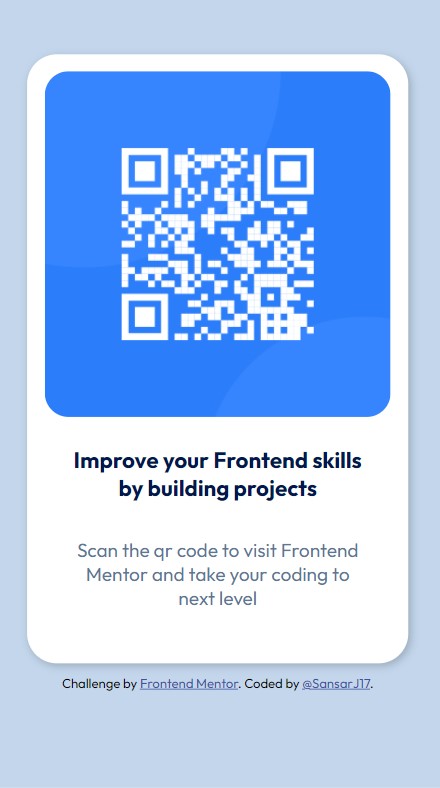 Improve your Frontend skills
by building projects
Scan the qr code to visit Frontend
Mentor and take your coding to
next level
Challenge by Frontend Mentor. Coded by @SansarJ17.